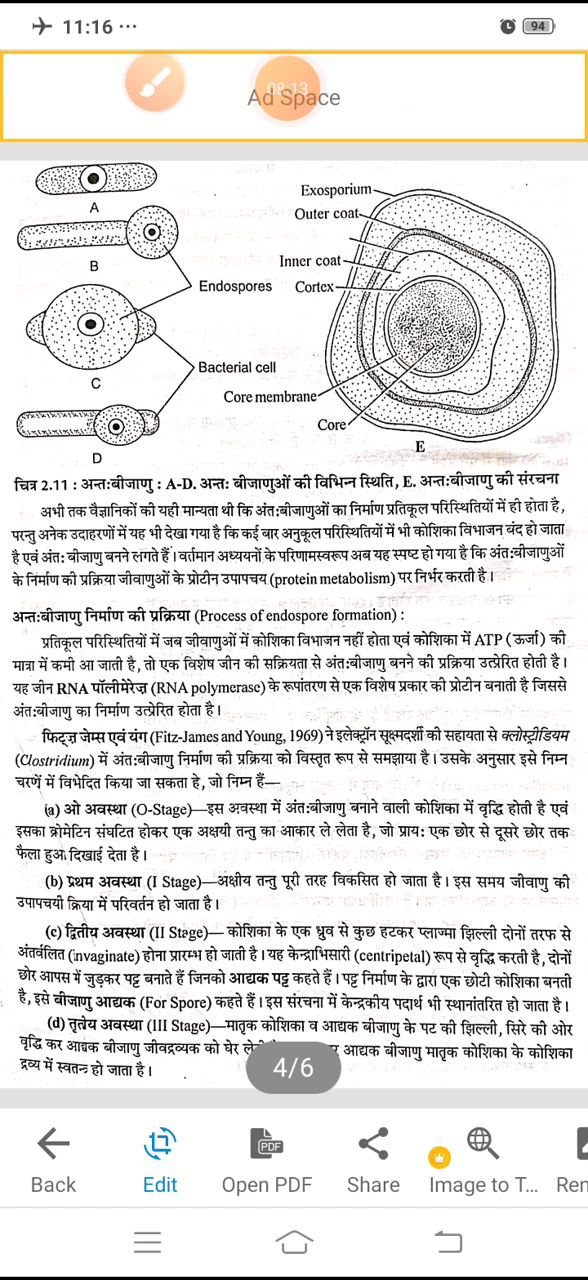 11:16 ...
94
08:13
Ad Space
Exosporium
Outer coat
Inner coat
Cortex
Core membrane
Core
E
A
B
Endospores
C
Bacterial cell
D
चित्र 2.11 : अन्तःबीजाणु : A-D. अन्तः बीजाणुओं की विभिन्न स्थिति, E. अन्तःबीजाणु की संरचना
अभी तक वैज्ञानिकों की यही मान्यता थी कि अंतःबीजाणुओं का निर्माण प्रतिकूल परिस्थितियों में ही होता है,
परन्तु अनेक उदाहरणों में यह भी देखा गया है कि कई बार अनुकूल परिस्थितियों में भी कोशिका विभाजन बंद हो जाता
है एवं अंतः बीजाणु बनने लगते हैं। वर्तमान अध्ययनों के परिणामस्वरूप अब यह स्पष्ट हो गया है कि अंतःबीजाणुओं
के निर्माण की प्रक्रिया जीवाणुओं के प्रोटीन उपापचय (protein metabolism) पर निर्भर करती है।
अन्तःबीजाणु निर्माण की प्रक्रिया (Process of endospore formation) :
प्रतिकूल परिस्थितियों में जब जीवाणुओं में कोशिका विभाजन नहीं होता एवं कोशिका में ATP (ऊर्जा) की
मात्रा में कमी आ जाती है, तो एक विशेष जीन की सक्रियता से अंतःबीजाणु बनने की प्रक्रिया उत्प्रेरित होती है।
यह जीन RNA पॉलीमेरेज़ (RNA polymerase) के रूपांतरण से एक विशेष प्रकार की प्रोटीन बनाती है जिससे
अंतःबीजाणु का निर्माण उत्प्रेरित होता है।
फिट्ज़ जेम्स एवं यंग (Fitz-James and Young, 1969) ने इलेक्ट्रॉन सूक्ष्मदर्शी की सहायता से क्लोस्ट्रीडियम
(Clostridium) में अंतःबीजाणु निर्माण की प्रक्रिया को विस्तृत रूप से समझाया है। उसके अनुसार इसे निम्न
चरणें में विभेदित किया जा सकता है, जो निम्न हैं—
(a) ओ अवस्था (O-Stage)—इस अवस्था में अंतःबीजाणु बनाने वाली कोशिका में वृद्धि होती है एवं
इसका क्रोमेटिन संघटित होकर एक अक्षयी तन्तु का आकार ले लेता है, जो प्रायः एक छोर से दूसरे छोर तक
फैला हुआ दिखाई देता है।
(b) प्रथम अवस्था (I Stage)—अक्षीय तन्तु पूरी तरह विकसित हो जाता है। इस समय जीवाणु की
उपापचयी क्रिया में परिवर्तन हो जाता है।
(c) द्वितीय अवस्था (II Stage)— कोशिका के एक ध्रुव से कुछ हटकर प्लाज्मा झिल्ली दोनों तरफ से
अंतर्वलित (invaginate) होना प्रारम्भ हो जाती है। यह केन्द्राभिसारी (centripetal) रूप से वृद्धि करती है, दोनों
छोर आपस में जुड़कर पट्ट बनाते हैं जिनको आद्यक पट्ट कहते हैं। पट्ट निर्माण के द्वारा एक छोटी कोशिका बनती
है, इसे बीजाणु आद्यक (For Spore) कहते हैं। इस संरचना में केन्द्रकीय पदार्थ भी स्थानांतरित हो जाता है।
(d) तृतीय अवस्था (III Stage)—मातृक कोशिका व आद्यक बीजाणु के पट की झिल्ली, सिरे की ओर
वृद्धि कर आद्यक बीजाणु जीवद्रव्यक को घेर आद्यक बीजाणु मातृक कोशिका के कोशिका
द्रव्य में स्वतन्त्र हो जाता है।
4/6
Back
Edit
PDF
Open PDF
Share
Image to T...
Ren